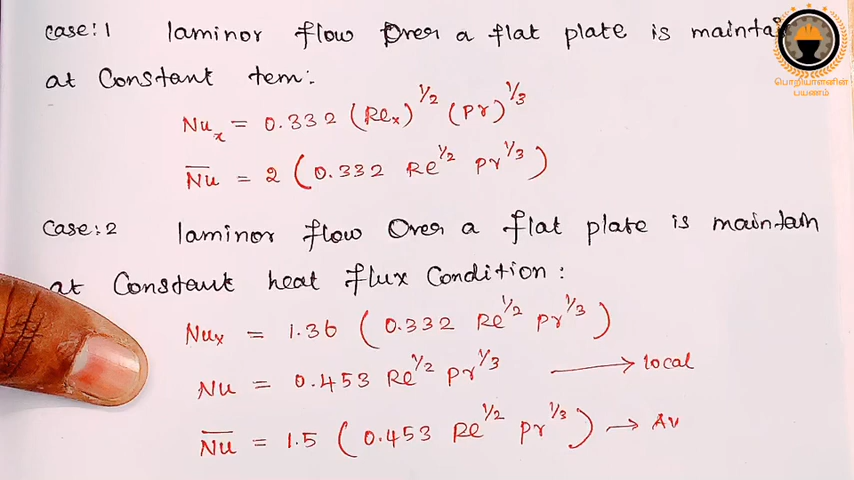 case:1 laminor flow Over a flat plate is maintai
at Constant tem:-
Nuₓ = 0.332 (Reₓ)^1/2 (Pr)^1/3
N̅u̅ = 2 (0.332 Re^1/2 Pr^1/3)
Case:2 laminor flow Over a flat plate is maintain
at Constant heat flux Condition :
Nuₓ = 1.36 (0.332 Re^1/2 Pr^1/3)
Nu = 0.453 Re^1/2 Pr^1/3 → local
N̅u̅ = 1.5 (0.453 Re^1/2 Pr^1/3) → Av
பொறியாளனின்
பயணம்